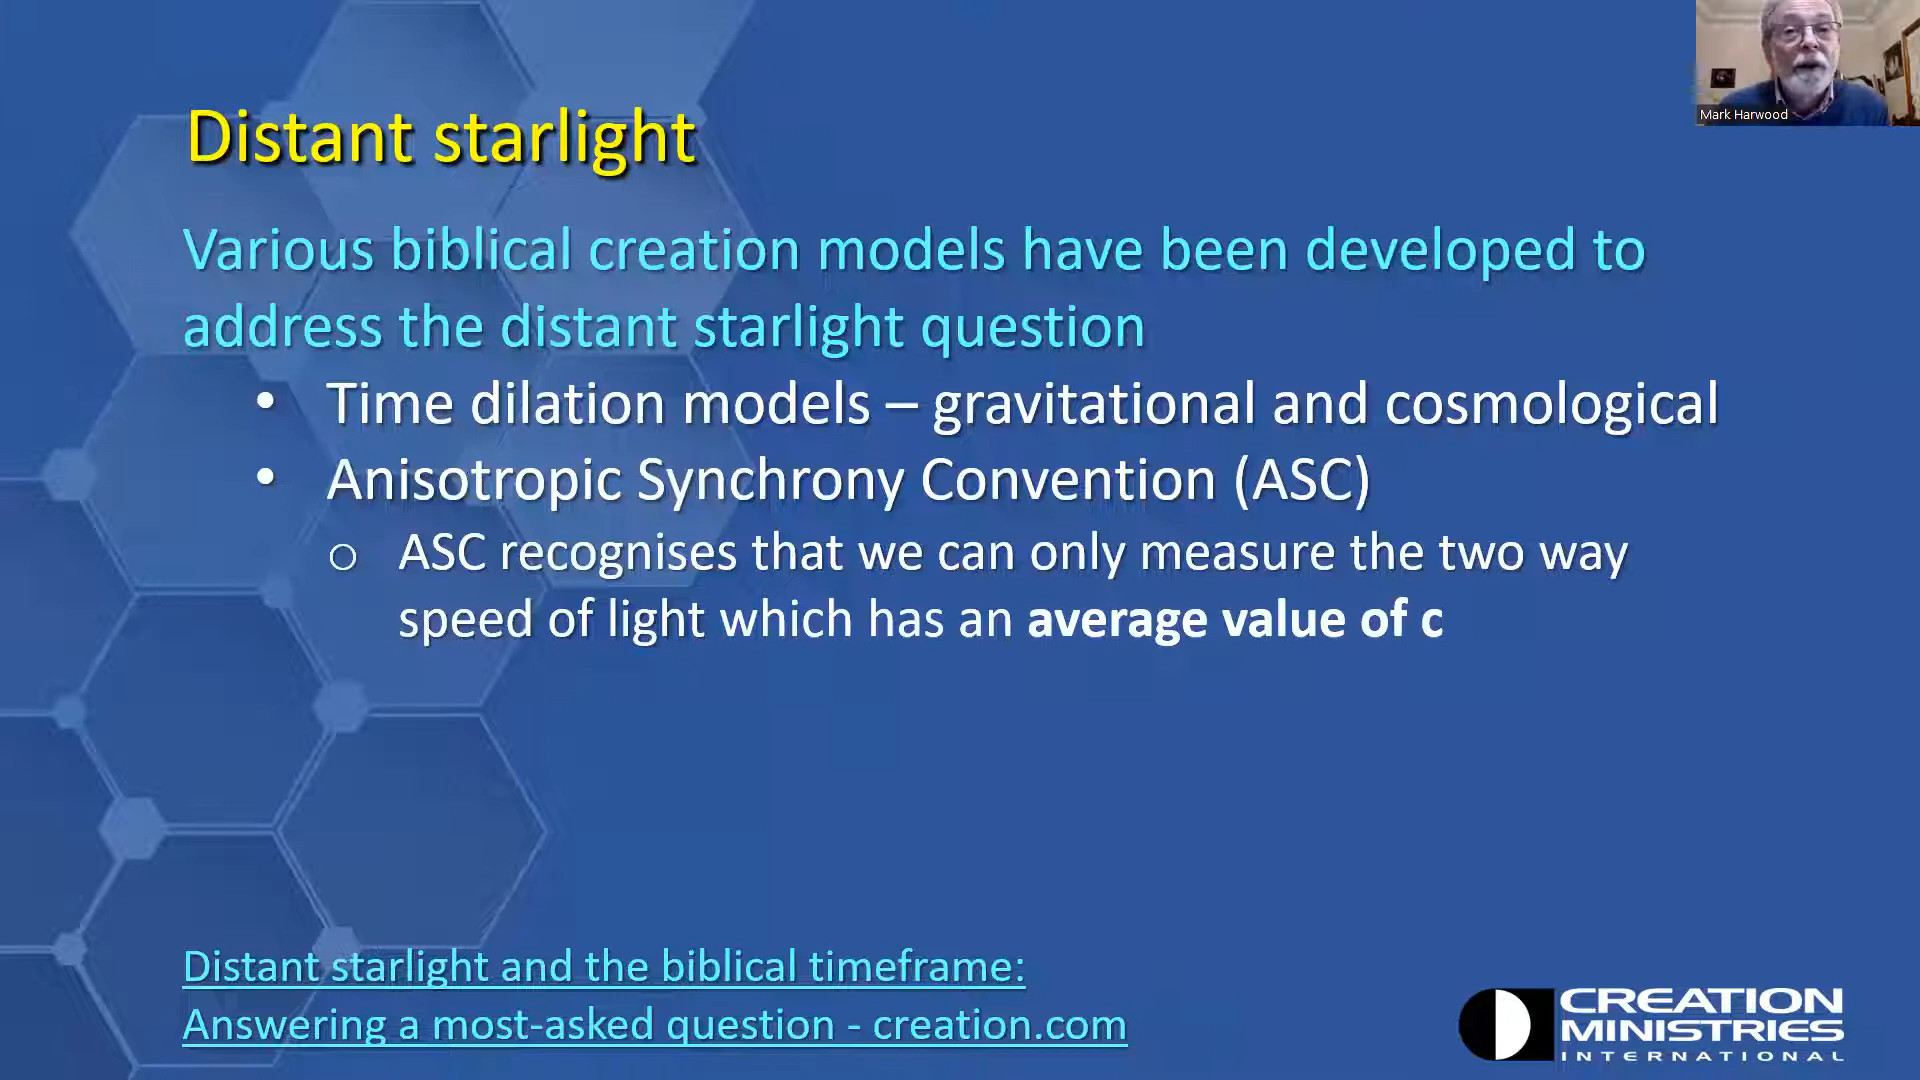 Mark Harwood
Distant starlight
Various biblical creation models have been developed to
address the distant starlight question
• Time dilation models – gravitational and cosmological
• Anisotropic Synchrony Convention (ASC)
o ASC recognises that we can only measure the two way
speed of light which has an average value of c
Distant starlight and the biblical timeframe:
Answering a most-asked question - creation.com
CREATION
MINISTRIES
INTERNATIONAL